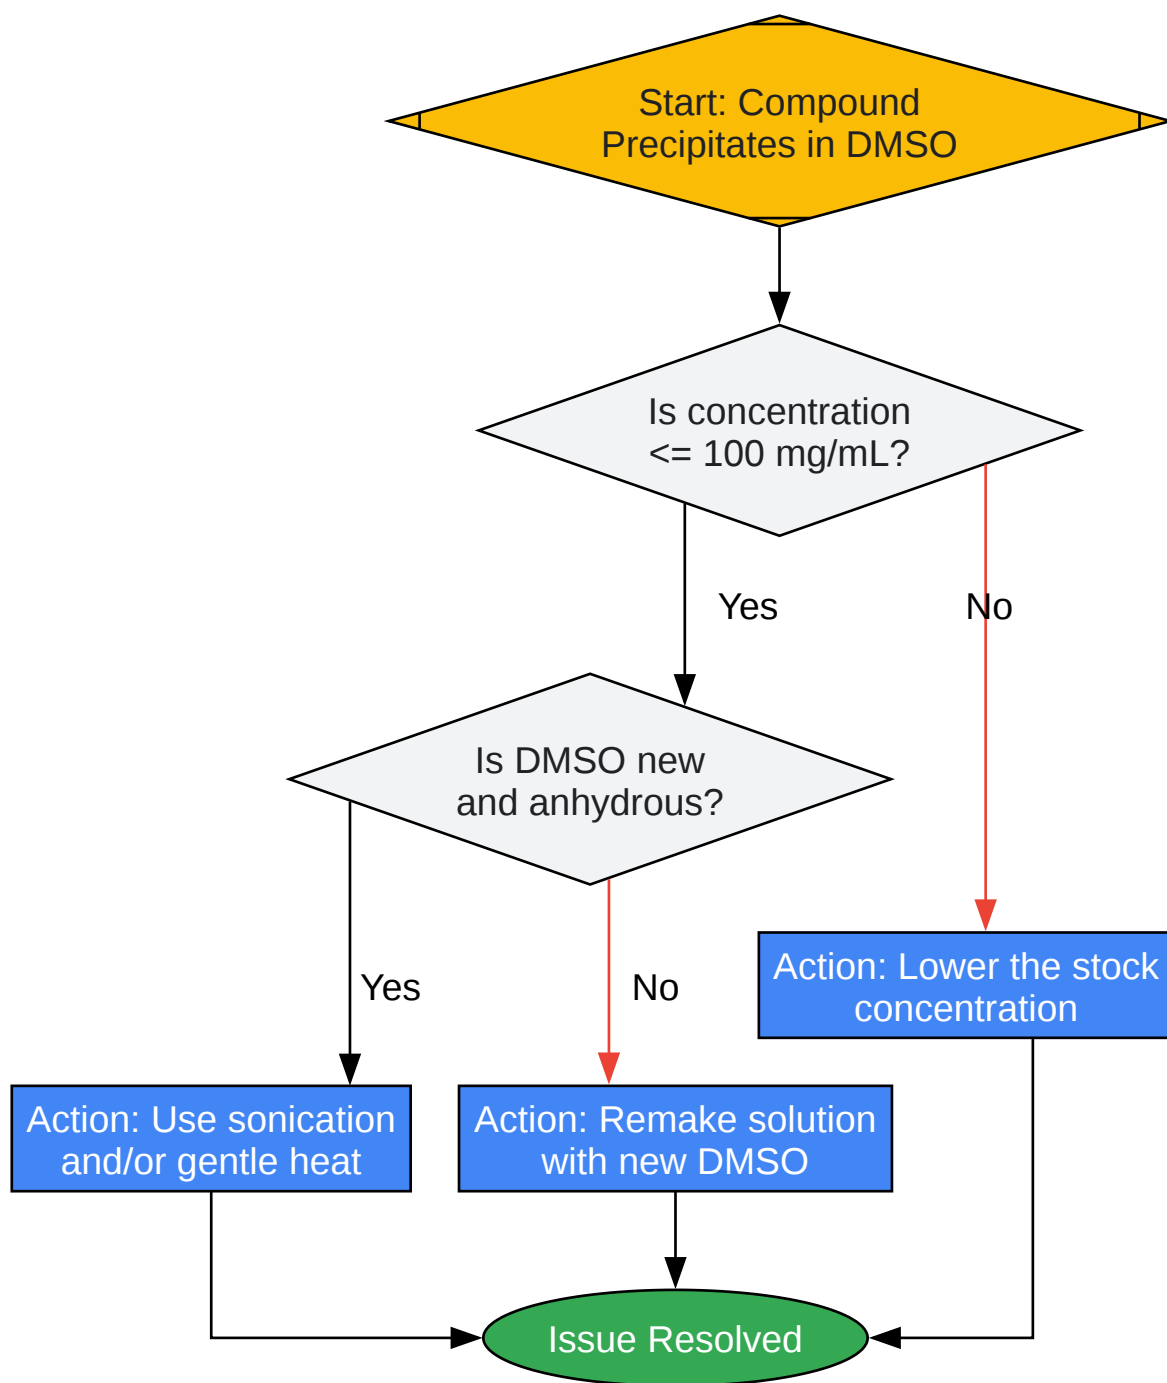 Start: Compound
Precipitates in DMSO
Is concentration
<= 100 mg/mL?
Yes
No
Is DMSO new
and anhydrous?
Yes
No
Action: Lower the stock
concentration
Action: Use sonication
and/or gentle heat
Action: Remake solution
with new DMSO
Issue Resolved